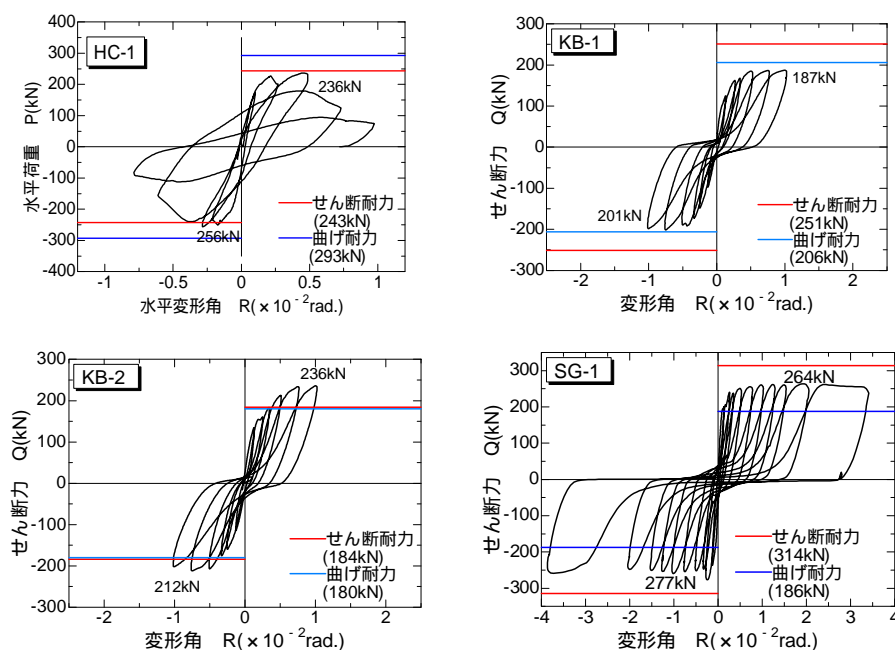 HC-1
水平荷重 P(kN)
400
300
200
100
0
-100
-200
-300
-400
236kN
256kN
せん断耐力
(243kN)
曲げ耐力
(293kN)
-1
-0.5
0
0.5
1
水平変形角 R(×10-2rad.)
KB-1
せん断力 Q(kN)
300
200
100
0
-100
-200
-300
187kN
201kN
せん断耐力
(251kN)
曲げ耐力
(206kN)
-2
-1
0
1
2
変形角 R(×10-2rad.)
KB-2
せん断力 Q(kN)
300
200
100
0
-100
-200
-300
236kN
212kN
せん断耐力
(184kN)
曲げ耐力
(180kN)
-2
-1
0
1
2
変形角 R(×10-2rad.)
SG-1
せん断力 Q(kN)
300
200
100
0
-100
-200
-300
264kN
277kN
せん断耐力
(314kN)
曲げ耐力
(186kN)
-4
-3
-2
-1
0
1
2
3
4
変形角 R(×10-2rad.)